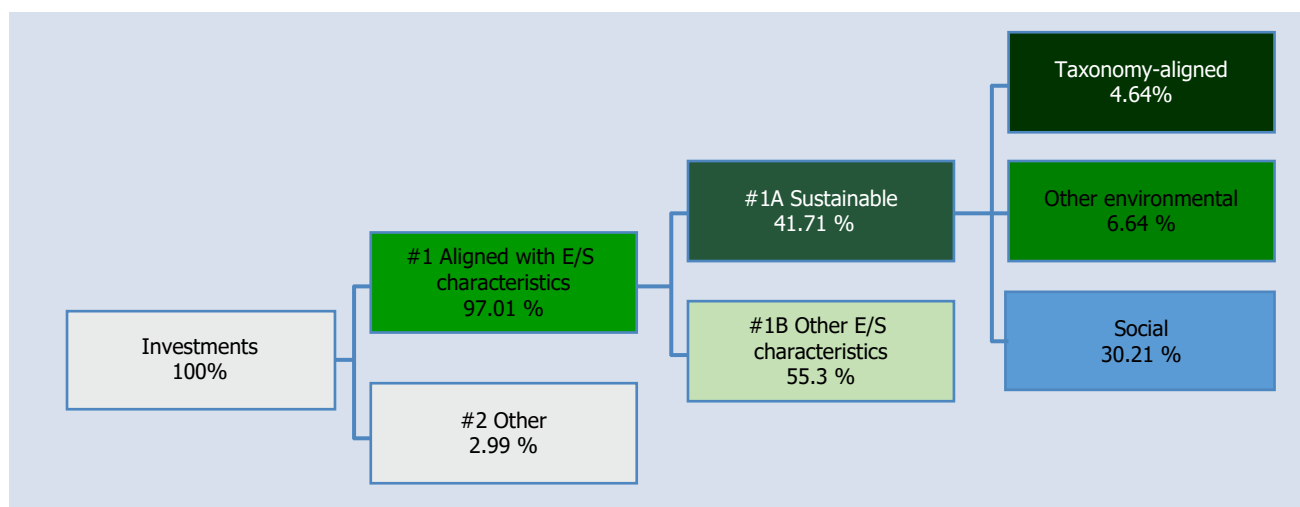 Investments
100%
#1 Aligned with E/S
characteristics
97.01 %
#2 Other
2.99 %
#1A Sustainable
41.71 %
#1B Other E/S
characteristics
55.3 %
Taxonomy-aligned
4.64%
Other environmental
6.64 %
Social
30.21 %